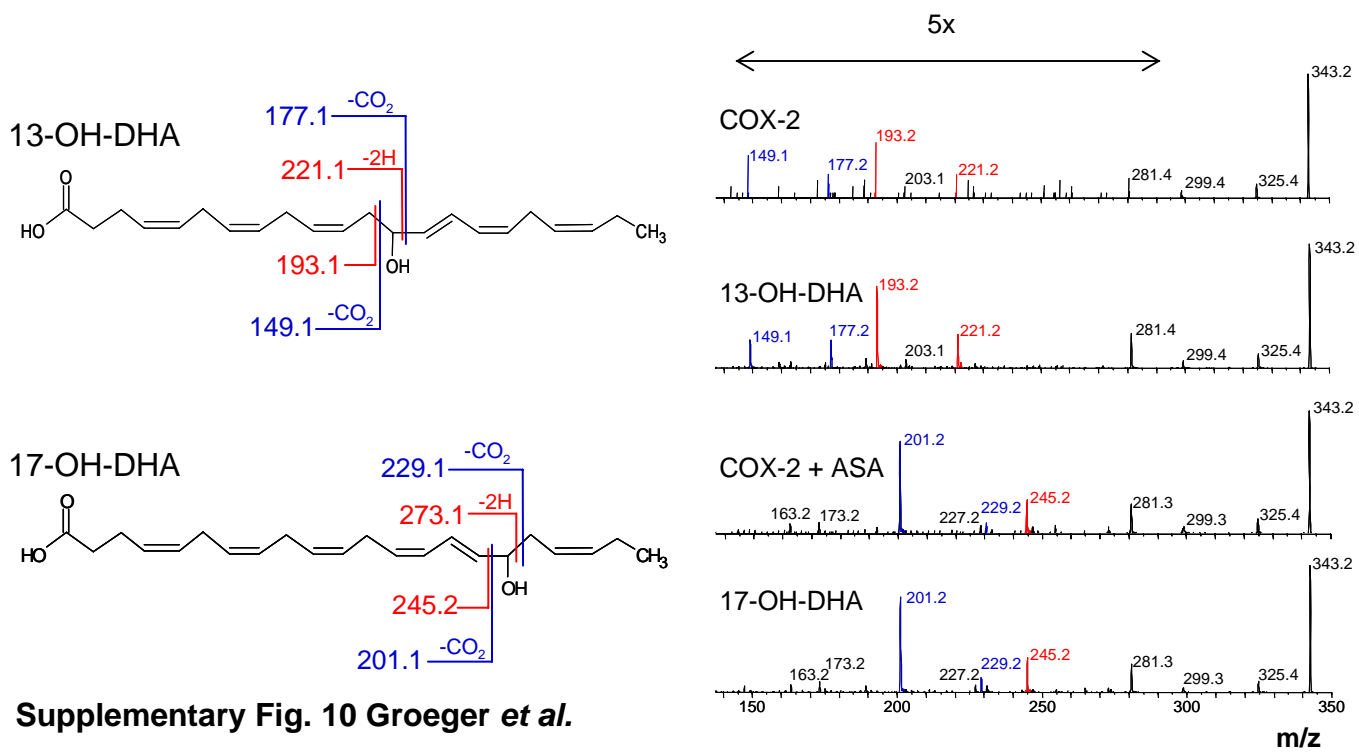 13-OH-DHA
177.1 -CO₂
221.1 -2H
O
HO
CH₃
OH
193.1
149.1 -CO₂
17-OH-DHA
229.1 -CO₂
273.1 -2H
O
HO
CH₃
OH
245.2
201.1 -CO₂
Supplementary Fig. 10 Groeger et al.
5x
COX-2
149.1 177.2 193.2 203.1 221.2 281.4 299.4 325.4 343.2
13-OH-DHA
149.1 177.2 193.2 203.1 221.2 281.4 299.4 325.4 343.2
COX-2 + ASA
163.2 173.2 201.2 227.2 229.2 245.2 281.3 299.3 325.4 343.2
17-OH-DHA
163.2 173.2 201.2 227.2 229.2 245.2 281.3 299.3 325.4 343.2
150 200 250 300 350
m/z